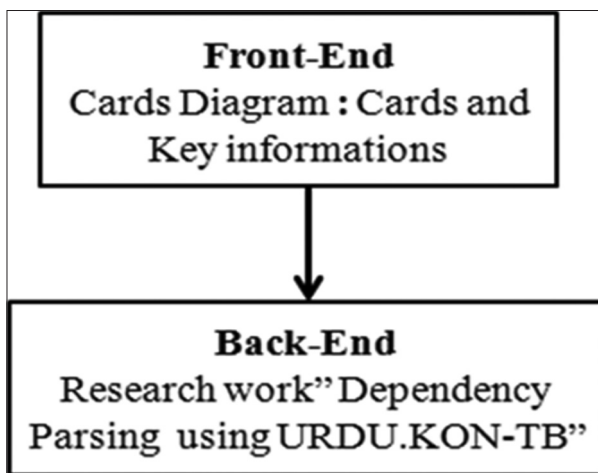 Front-End
Cards Diagram : Cards and
Key informations
Back-End
Research work” Dependency
Parsing using URDU.KON-TB”